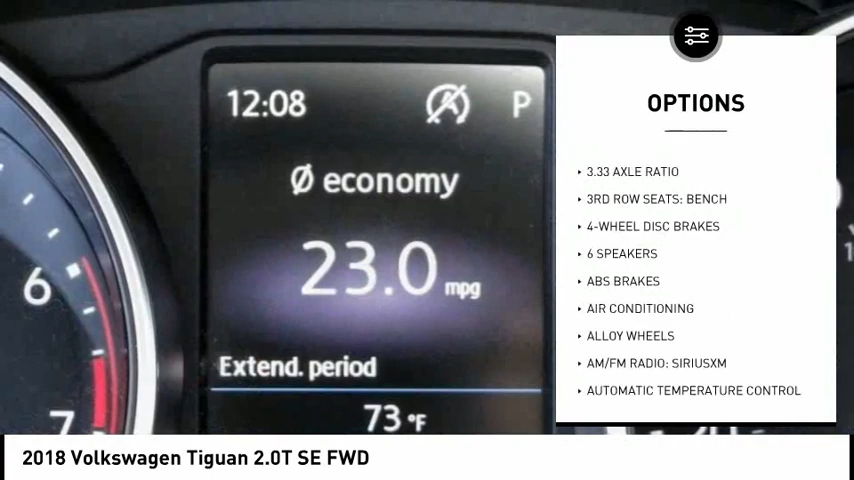 12:08
P
Ø economy
23.0 mpg
Extend. period
73 °F
6
7
OPTIONS
3.33 AXLE RATIO
3RD ROW SEATS: BENCH
4-WHEEL DISC BRAKES
6 SPEAKERS
ABS BRAKES
AIR CONDITIONING
ALLOY WHEELS
AM/FM RADIO: SIRIUSXM
AUTOMATIC TEMPERATURE CONTROL
2018 Volkswagen Tiguan 2.0T SE FWD